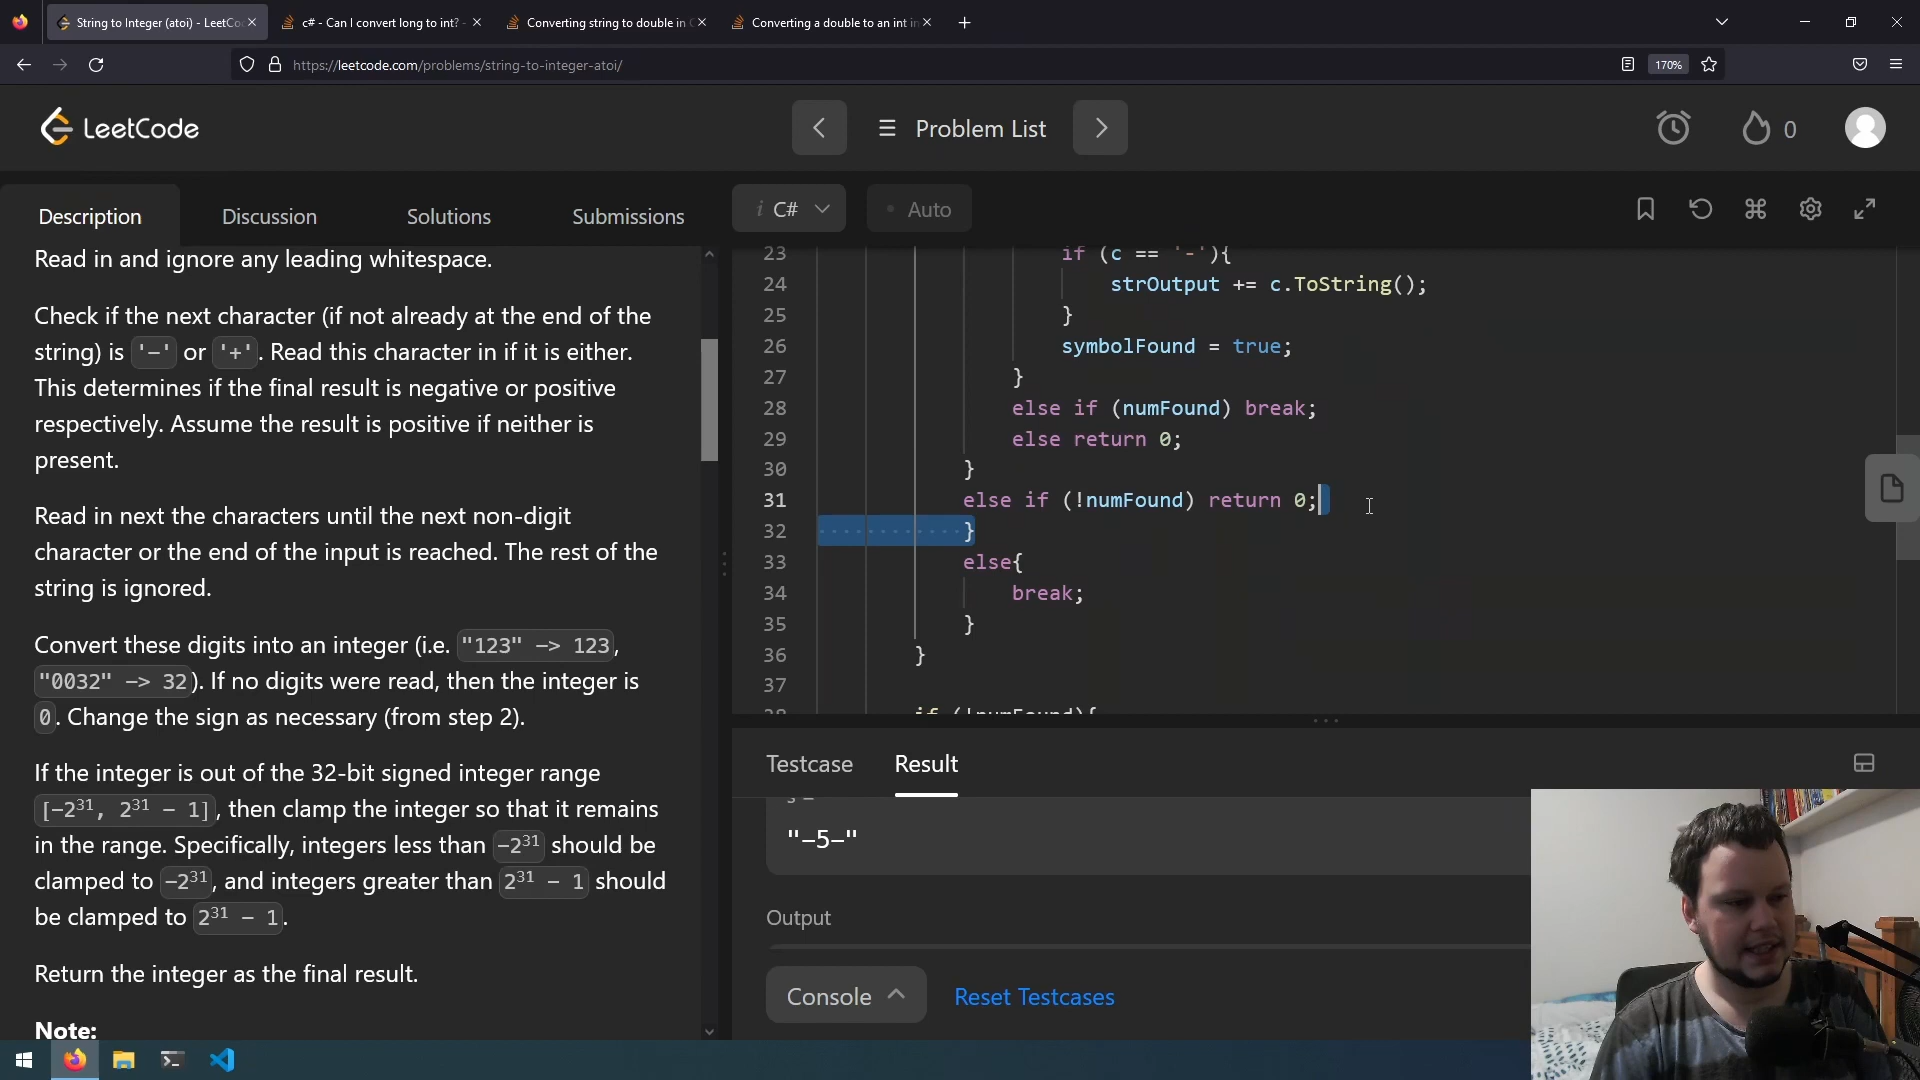 String to Integer (atoi) - LeetCo
c# - Can I convert long to int? -
Converting string to double in C
Converting a double to an int in
https://leetcode.com/problems/string-to-integer-atoi/
170%
LeetCode
Problem List
0
Description
Discussion
Solutions
Submissions
i C#
Auto
Read in and ignore any leading whitespace.
Check if the next character (if not already at the end of the
string) is '-' or '+'. Read this character in if it is either.
This determines if the final result is negative or positive
respectively. Assume the result is positive if neither is
present.
Read in next the characters until the next non-digit
character or the end of the input is reached. The rest of the
string is ignored.
Convert these digits into an integer (i.e. "123" -> 123,
"0032" -> 32). If no digits were read, then the integer is
0. Change the sign as necessary (from step 2).
If the integer is out of the 32-bit signed integer range
[-2³¹, 2³¹ - 1], then clamp the integer so that it remains
in the range. Specifically, integers less than -2³¹ should be
clamped to -2³¹, and integers greater than 2³¹ - 1 should
be clamped to 2³¹ - 1.
Return the integer as the final result.
Note:
23 if (c == '-'){
24 strOutput += c.ToString();
25 }
26 symbolFound = true;
27 }
28 else if (numFound) break;
29 else return 0;
30 }
31 else if (!numFound) return 0;
32 }
33 else{
34 break;
35 }
36 }
37
38 if (!numFound){
Testcase
Result
s =
"-5-"
Output
Console
Reset Testcases